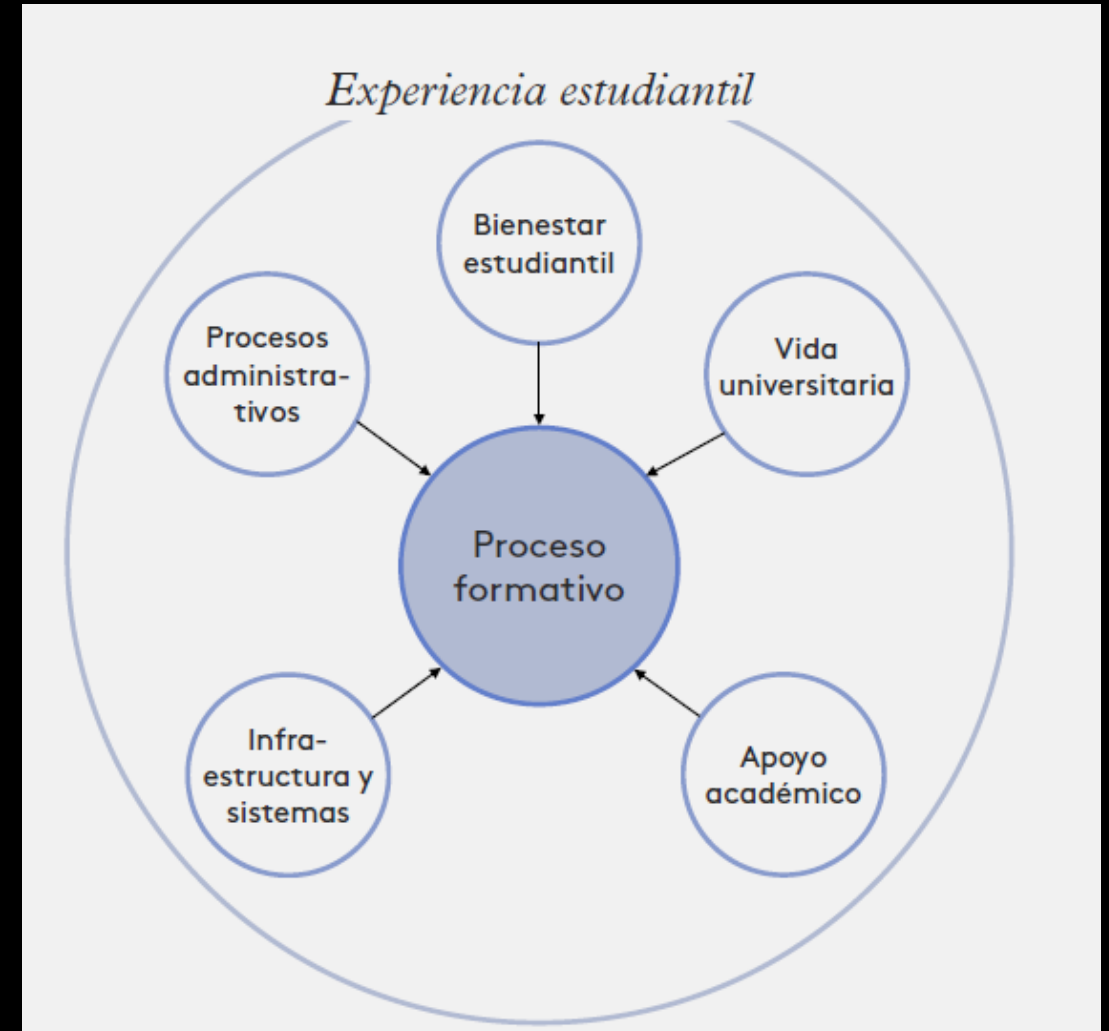 Experiencia estudiantil
Bienestar
estudiantil
Procesos
administra-
tivos
Vida
universitaria
Proceso
formativo
Infra-
estructura y
sistemas
Apoyo
académico